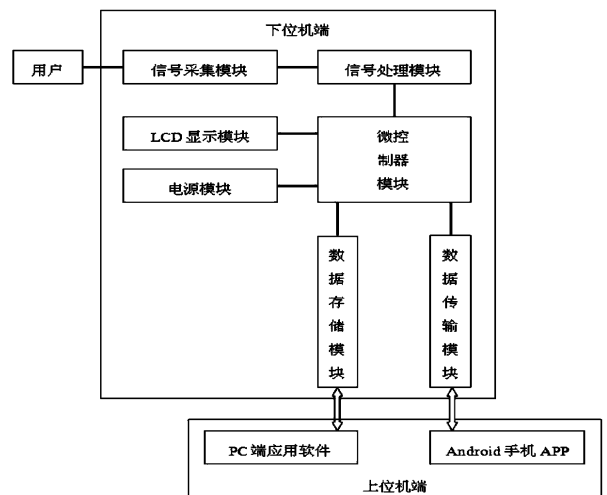 下位机端
用户
信号采集模块
信号处理模块
LCD 显示模块
微控
制器
模块
电源模块
数
据
存
储
模
块
数
据
传
输
模
块
PC 端应用软件
Android 手机 APP
上位机端